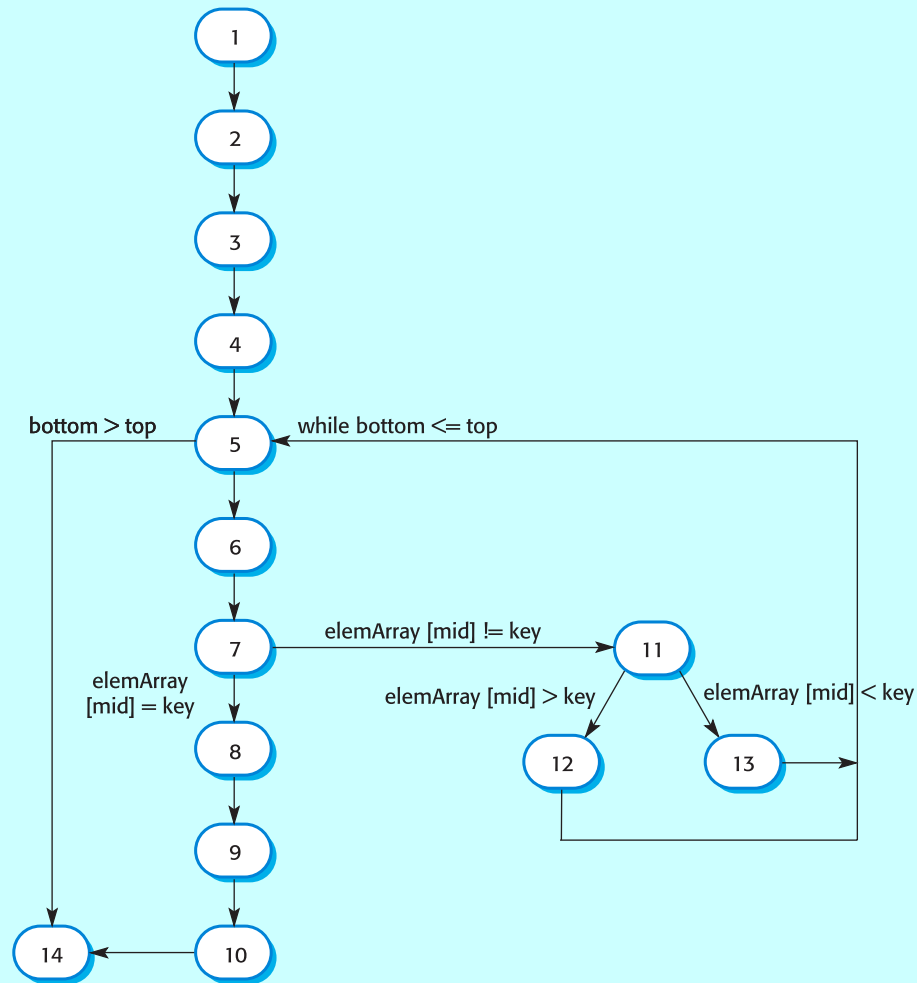 1
2
3
4
bottom > top
while bottom <= top
5
6
elemArray [mid] != key
7
11
elemArray
[mid] = key
elemArray [mid] > key
elemArray [mid] < key
8
12
13
9
14
10